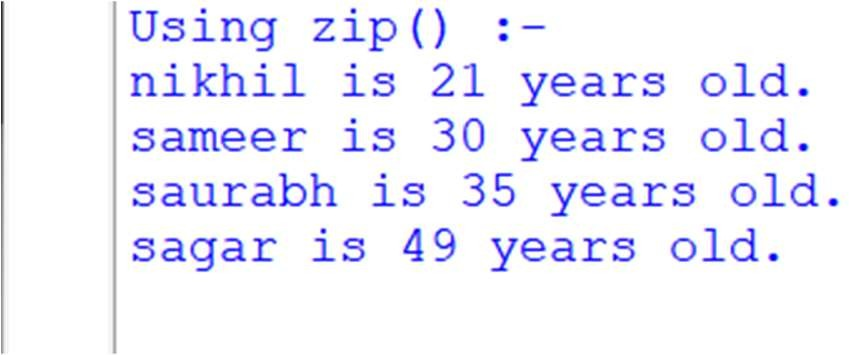 Using zip() :-
nikhil is 21 years old.
sameer is 30 years old.
saurabh is 35 years old.
sagar is 49 years old.